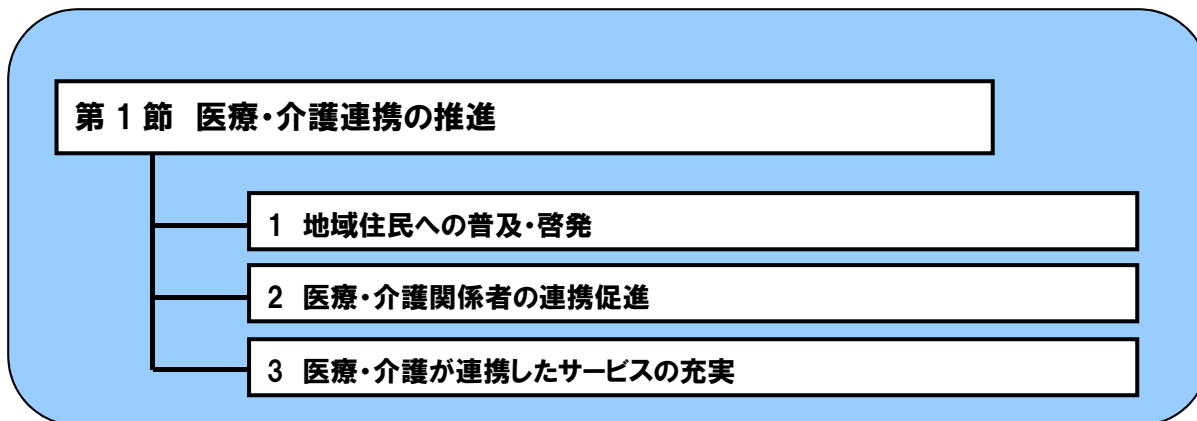 第 1 節 医療・介護連携の推進
1 地域住民への普及・啓発
2 医療・介護関係者の連携促進
3 医療・介護が連携したサービスの充実